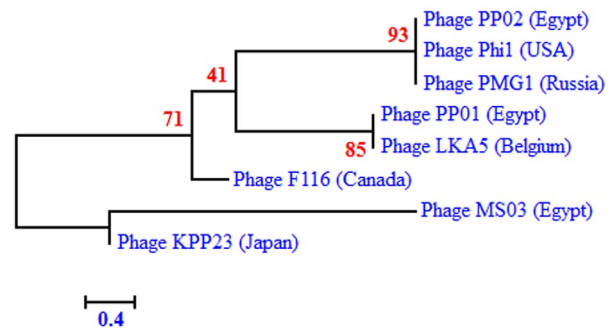 Phage PP02 (Egypt)
93
Phage Phi1 (USA)
41
Phage PMG1 (Russia)
Phage PP01 (Egypt)
71
85
Phage LKA5 (Belgium)
Phage F116 (Canada)
Phage MS03 (Egypt)
Phage KPP23 (Japan)
0.4